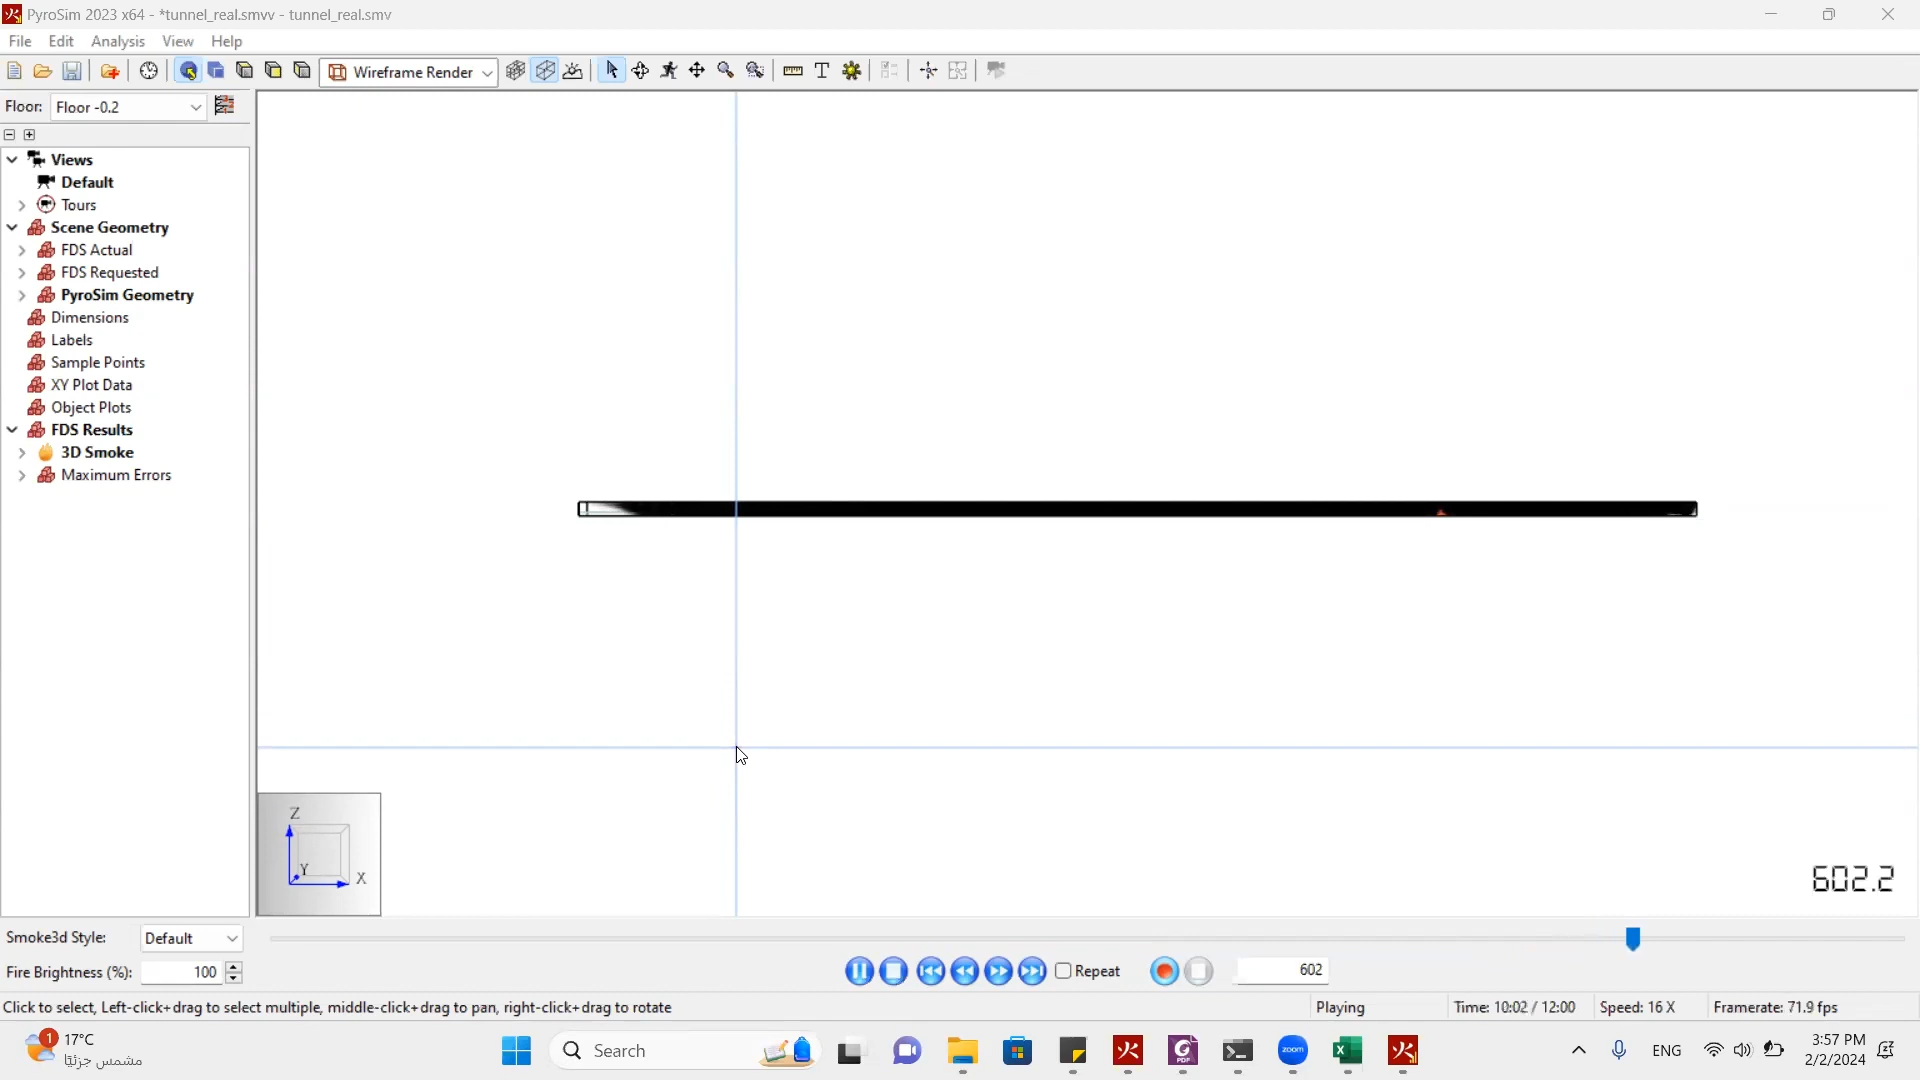 PyroSim 2023 x64 - *tunnel_real.smvv - tunnel_real.smv
File Edit Analysis View Help
Wireframe Render
Floor: Floor -0.2
Views
Default
Tours
Scene Geometry
FDS Actual
FDS Requested
PyroSim Geometry
Dimensions
Labels
Sample Points
XY Plot Data
Object Plots
FDS Results
3D Smoke
Maximum Errors
Z
Y
X
602.2
Smoke3d Style: Default
Fire Brightness (%): 100
Repeat
602
Click to select, Left-click+drag to select multiple, middle-click+drag to pan, right-click+drag to rotate
Playing
Time: 10:02 / 12:00
Speed: 16 X
Framerate: 71.9 fps
1
17°C
مشمس جزئيًا
Search
PDF
zoom
ENG
3:57 PM
2/2/2024